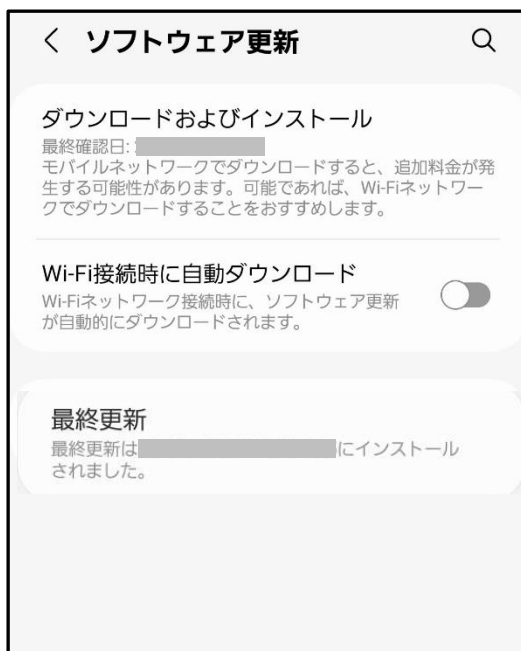 ソフトウェア更新
ダウンロードおよびインストール
最終確認日:
モバイルネットワークでダウンロードすると、追加料金が発
生する可能性があります。可能であれば、Wi-Fiネットワー
クでダウンロードすることをおすすめします。
Wi-Fi接続時に自動ダウンロード
Wi-Fiネットワーク接続時に、ソフトウェア更新
が自動的にダウンロードされます。
最終更新
最終更新は にインストール
されました。